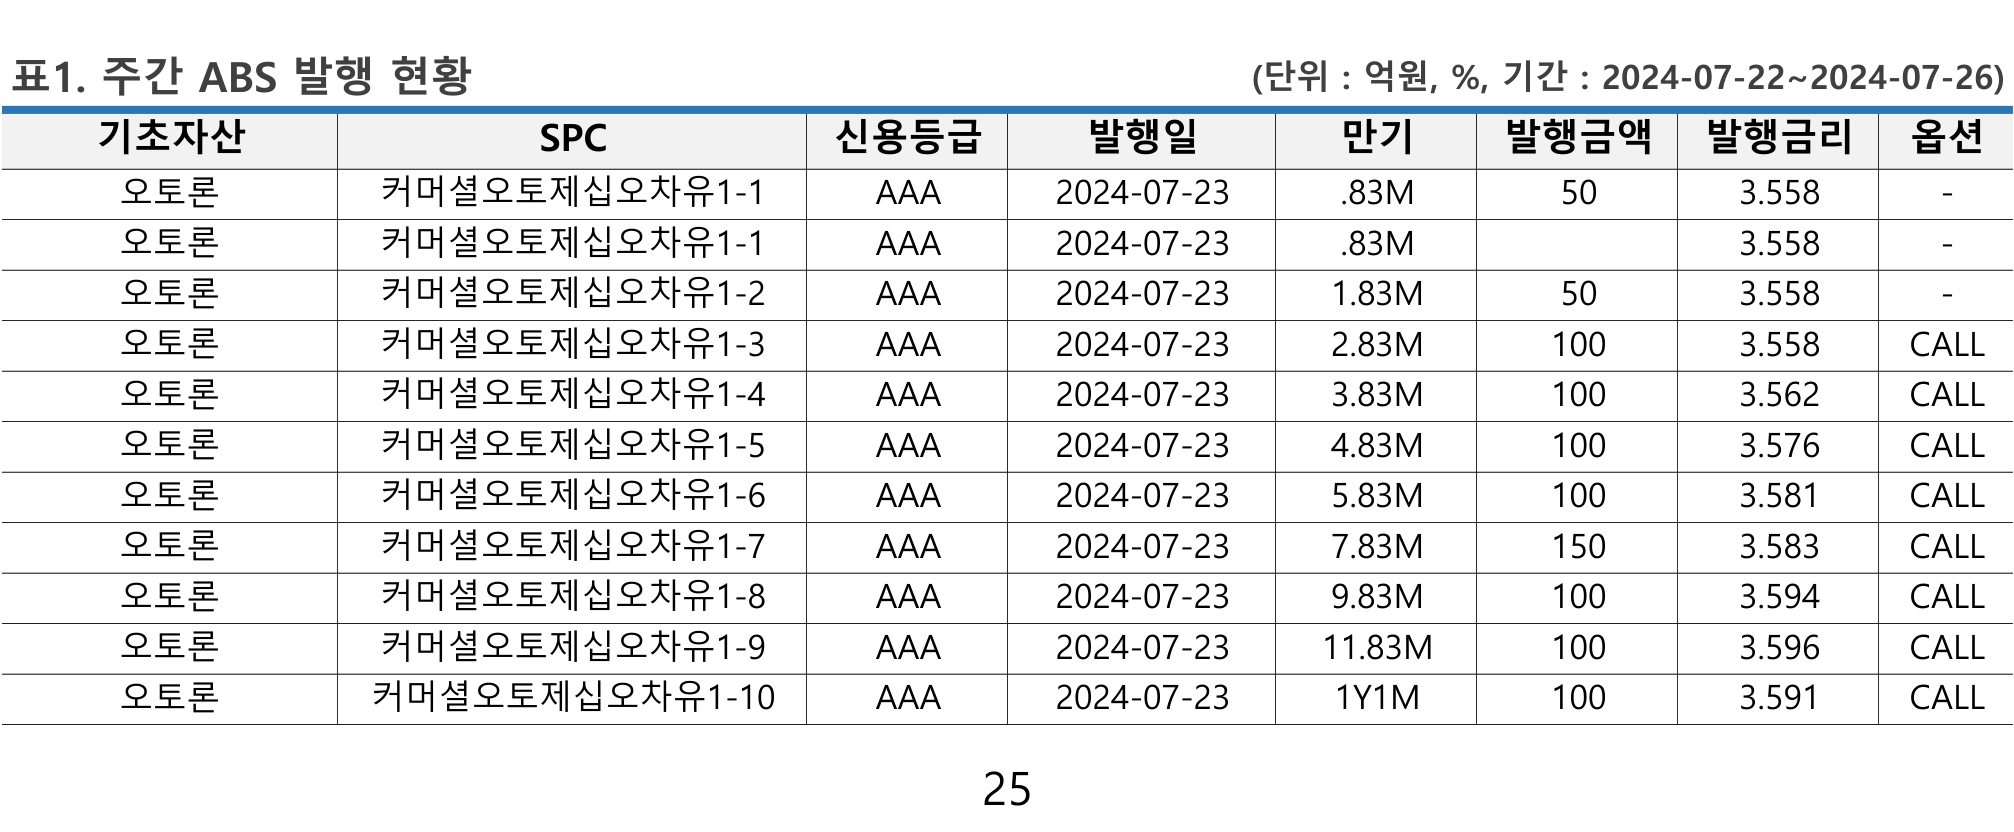 표1. 주간 ABS 발행 현황 (단위 : 억원, %, 기간 : 2024-07-22~2024-07-26)
기초자산 SPC 신용등급 발행일 만기 발행금액 발행금리 옵션
오토론 커머셜오토제십오차유1-1 AAA 2024-07-23 .83M 50 3.558 -
오토론 커머셜오토제십오차유1-1 AAA 2024-07-23 .83M 3.558 -
오토론 커머셜오토제십오차유1-2 AAA 2024-07-23 1.83M 50 3.558 -
오토론 커머셜오토제십오차유1-3 AAA 2024-07-23 2.83M 100 3.558 CALL
오토론 커머셜오토제십오차유1-4 AAA 2024-07-23 3.83M 100 3.562 CALL
오토론 커머셜오토제십오차유1-5 AAA 2024-07-23 4.83M 100 3.576 CALL
오토론 커머셜오토제십오차유1-6 AAA 2024-07-23 5.83M 100 3.581 CALL
오토론 커머셜오토제십오차유1-7 AAA 2024-07-23 7.83M 150 3.583 CALL
오토론 커머셜오토제십오차유1-8 AAA 2024-07-23 9.83M 100 3.594 CALL
오토론 커머셜오토제십오차유1-9 AAA 2024-07-23 11.83M 100 3.596 CALL
오토론 커머셜오토제십오차유1-10 AAA 2024-07-23 1Y1M 100 3.591 CALL
25